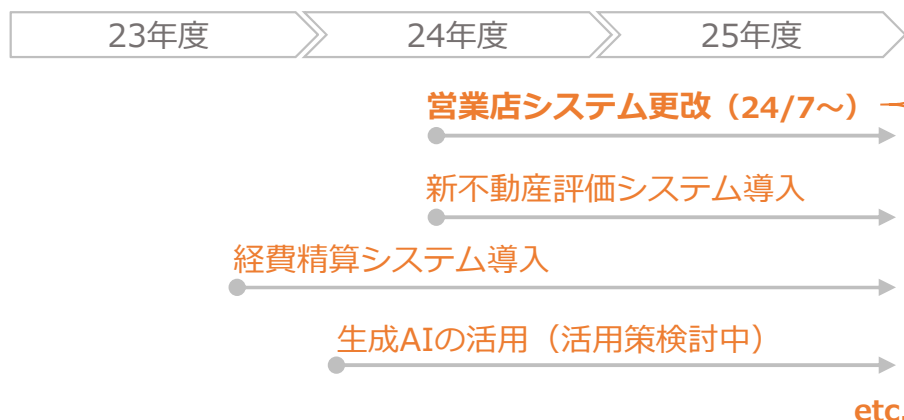 23年度 24年度 25年度
営業店システム更改（24/7～）
新不動産評価システム導入
経費精算システム導入
生成AIの活用（活用策検討中）
etc.